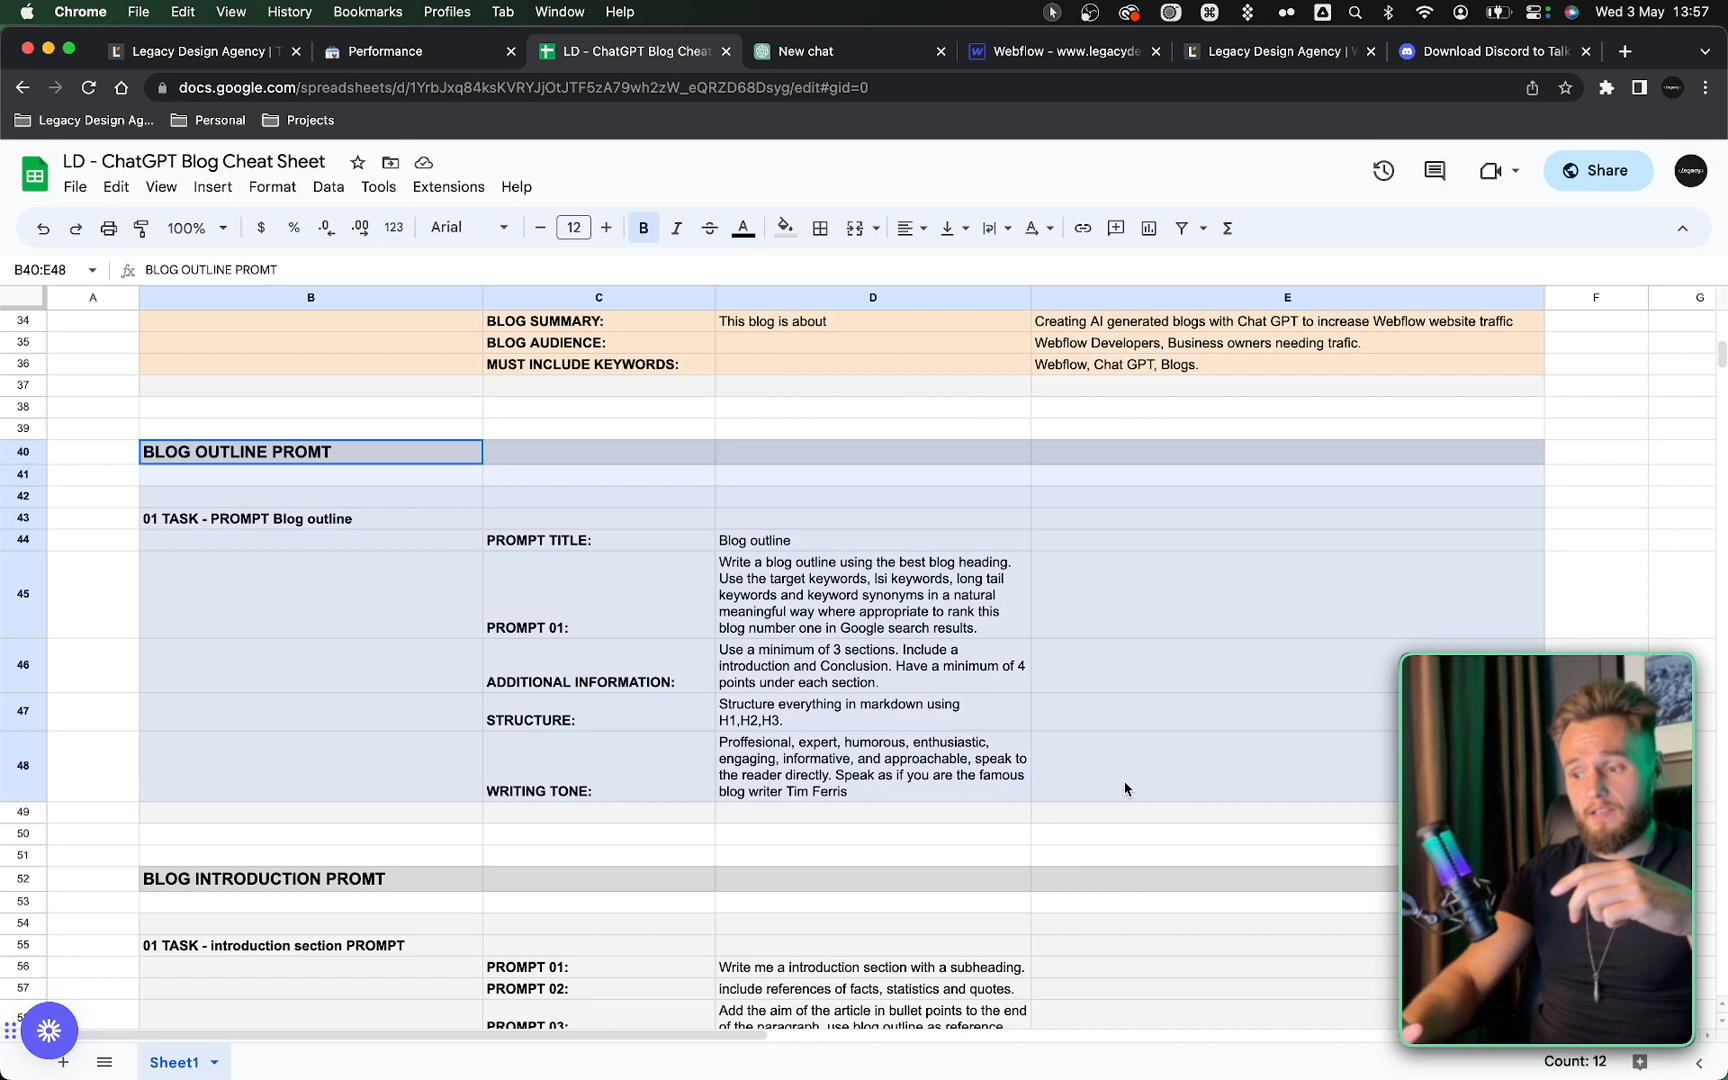 Chrome File Edit View History Bookmarks Profiles Tab Window Help Wed 3 May 13:57
Legacy Design Agency | T Performance LD - ChatGPT Blog Cheat New chat Webflow - www.legacyde Legacy Design Agency | Download Discord to Talk
docs.google.com/spreadsheets/d/1YrbJxq84ksKVRYJjOtJTF5zA79wh2zW_eQRZD68Dsyg/edit#gid=0
Legacy Design Ag... Personal Projects
LD - ChatGPT Blog Cheat Sheet
File Edit View Insert Format Data Tools Extensions Help
Share
100% $ % .0 .00 123 Arial 12 B I
B40:E48 fx BLOG OUTLINE PROMT
A B C D E F G
34 BLOG SUMMARY: This blog is about Creating AI generated blogs with Chat GPT to increase Webflow website traffic
35 BLOG AUDIENCE: Webflow Developers, Business owners needing trafic.
36 MUST INCLUDE KEYWORDS: Webflow, Chat GPT, Blogs.
37
38
39
40 BLOG OUTLINE PROMT
41
42
43 01 TASK - PROMPT Blog outline
44 PROMPT TITLE: Blog outline
Write a blog outline using the best blog heading.
Use the target keywords, lsi keywords, long tail
45 keywords and keyword synonyms in a natural
meaningful way where appropriate to rank this
PROMPT 01: blog number one in Google search results.
Use a minimum of 3 sections. Include a
46 introduction and Conclusion. Have a minimum of 4
ADDITIONAL INFORMATION: points under each section.
47 Structure everything in markdown using
STRUCTURE: H1,H2,H3.
Proffesional, expert, humorous, enthusiastic,
48 engaging, informative, and approachable, speak to
the reader directly. Speak as if you are the famous
WRITING TONE: blog writer Tim Ferris
49
50
51
52 BLOG INTRODUCTION PROMT
53
54
55 01 TASK - introduction section PROMPT
56 PROMPT 01: Write me a introduction section with a subheading.
57 PROMPT 02: include references of facts, statistics and quotes.
Add the aim of the article in bullet points to the end
PROMPT 03: of the paragraph, use blog outline as reference
Sheet1 Count: 12